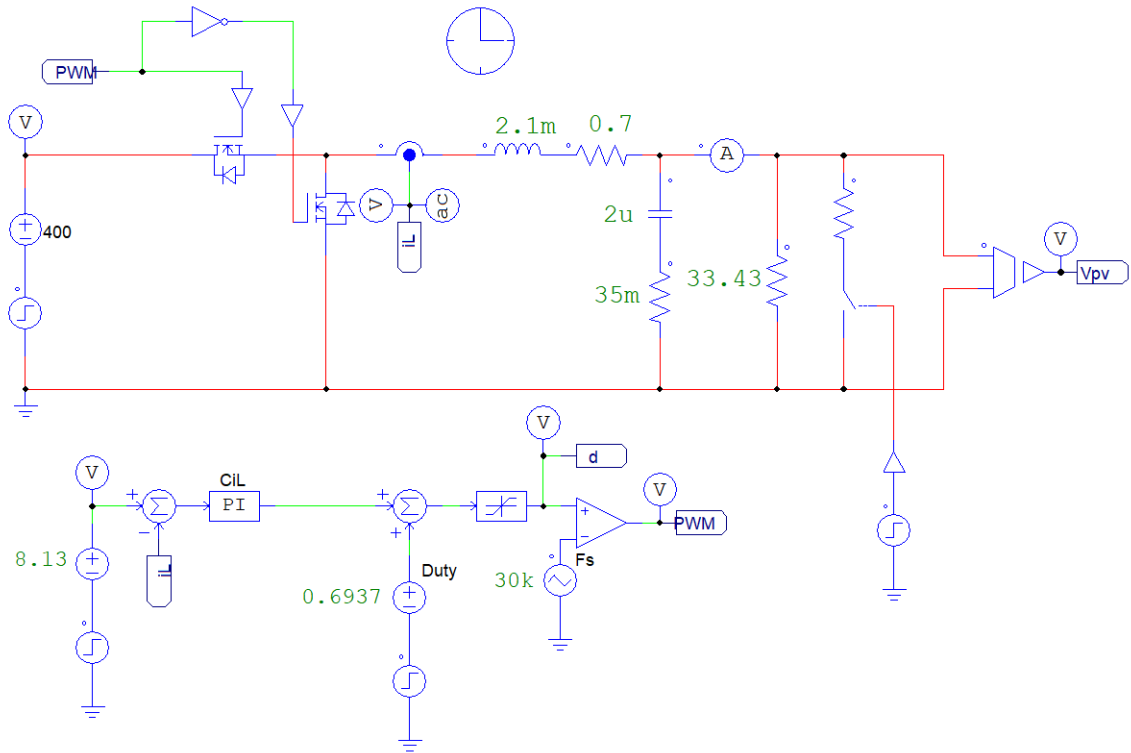 PWM
V
400
V
ac
iL
2.1m
0.7
A
2u
35m
33.43
V
Vpv
V
8.13
iL
CiL
PI
Σ
Σ
Duty
0.6937
V
d
Fs
30k
V
PWM